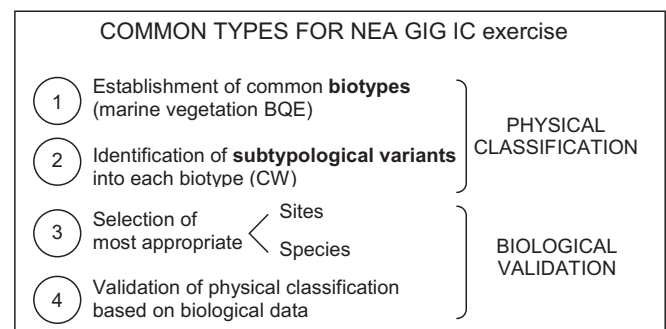 COMMON TYPES FOR NEA GIG IC exercise
1 Establishment of common biotypes
(marine vegetation BQE)
2 Identification of subtypological variants
into each biotype (CW)
PHYSICAL
CLASSIFICATION
3 Selection of
most appropriate
Sites
Species
4 Validation of physical classification
based on biological data
BIOLOGICAL
VALIDATION